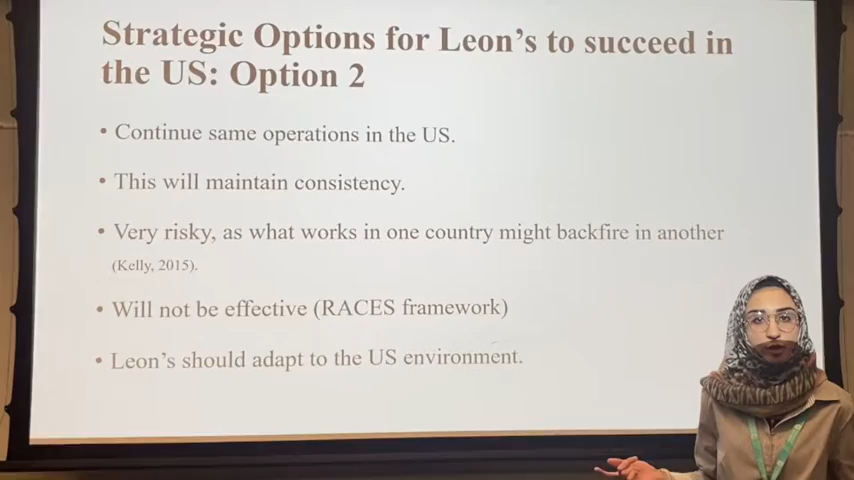 Strategic Options for Leon's to succeed in
the US: Option 2
• Continue same operations in the US.
• This will maintain consistency.
• Very risky, as what works in one country might backfire in another
(Kelly, 2015).
• Will not be effective (RACES framework)
• Leon's should adapt to the US environment.